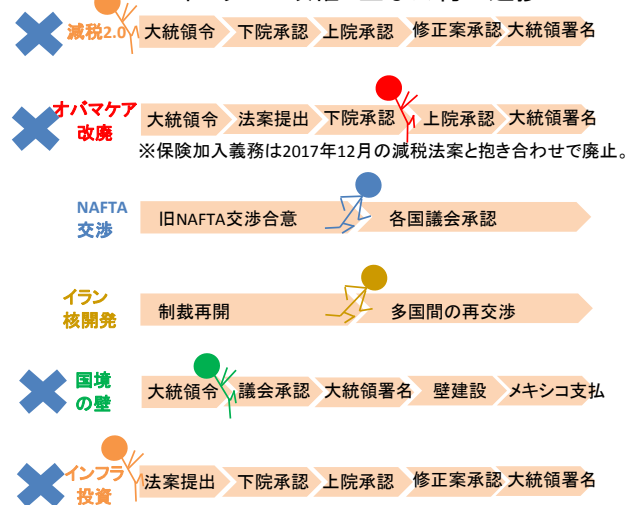 減税2.0 大統領令 下院承認 上院承認 修正案承認 大統領署名
オバマケア
改廃
大統領令 法案提出 下院承認 上院承認 大統領署名
※保険加入義務は2017年12月の減税法案と抱き合わせで廃止。
NAFTA
交渉
旧NAFTA交渉合意 各国議会承認
イラン
核開発
制裁再開 多国間の再交渉
国境
の壁
大統領令 議会承認 大統領署名 壁建設 メキシコ支払
インフラ
投資
法案提出 下院承認 上院承認 修正案承認 大統領署名